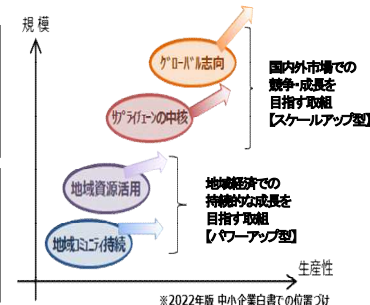 規模
グローバル志向
サプライチェーンの中核
国内外市場での
競争・成長を
目指す取組
【スケールアップ型】
地域資源活用
地域コミュニティ持続
地域経済での
持続的な成長を
目指す取組
【パワーアップ型】
生産性
※2022年版 中小企業白書での位置づけ